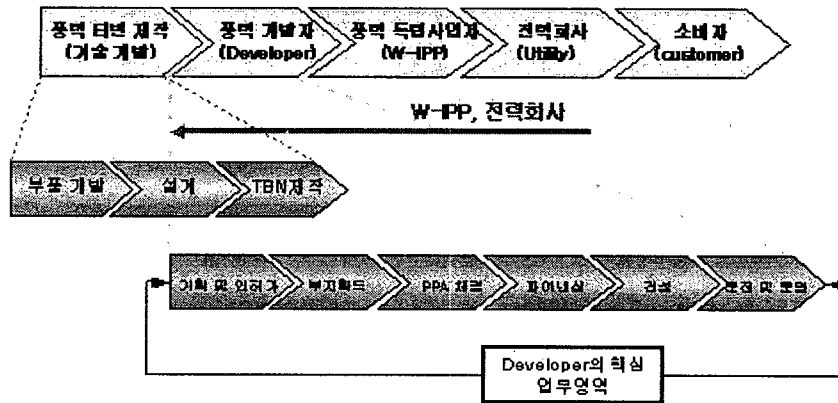 풍력 터빈 제작
(기술 개발)
풍력 개발자
(Developer)
풍력 독립사업자
(W-IPP)
전력회사
(Utility)
소비자
(customer)
W-IPP, 전력회사
부품 개발
설계
TBN제작
기획 및 인허가
부지확보
PPA 체결
파이낸싱
건설
운전 및 운영
Developer의 핵심
업무영역